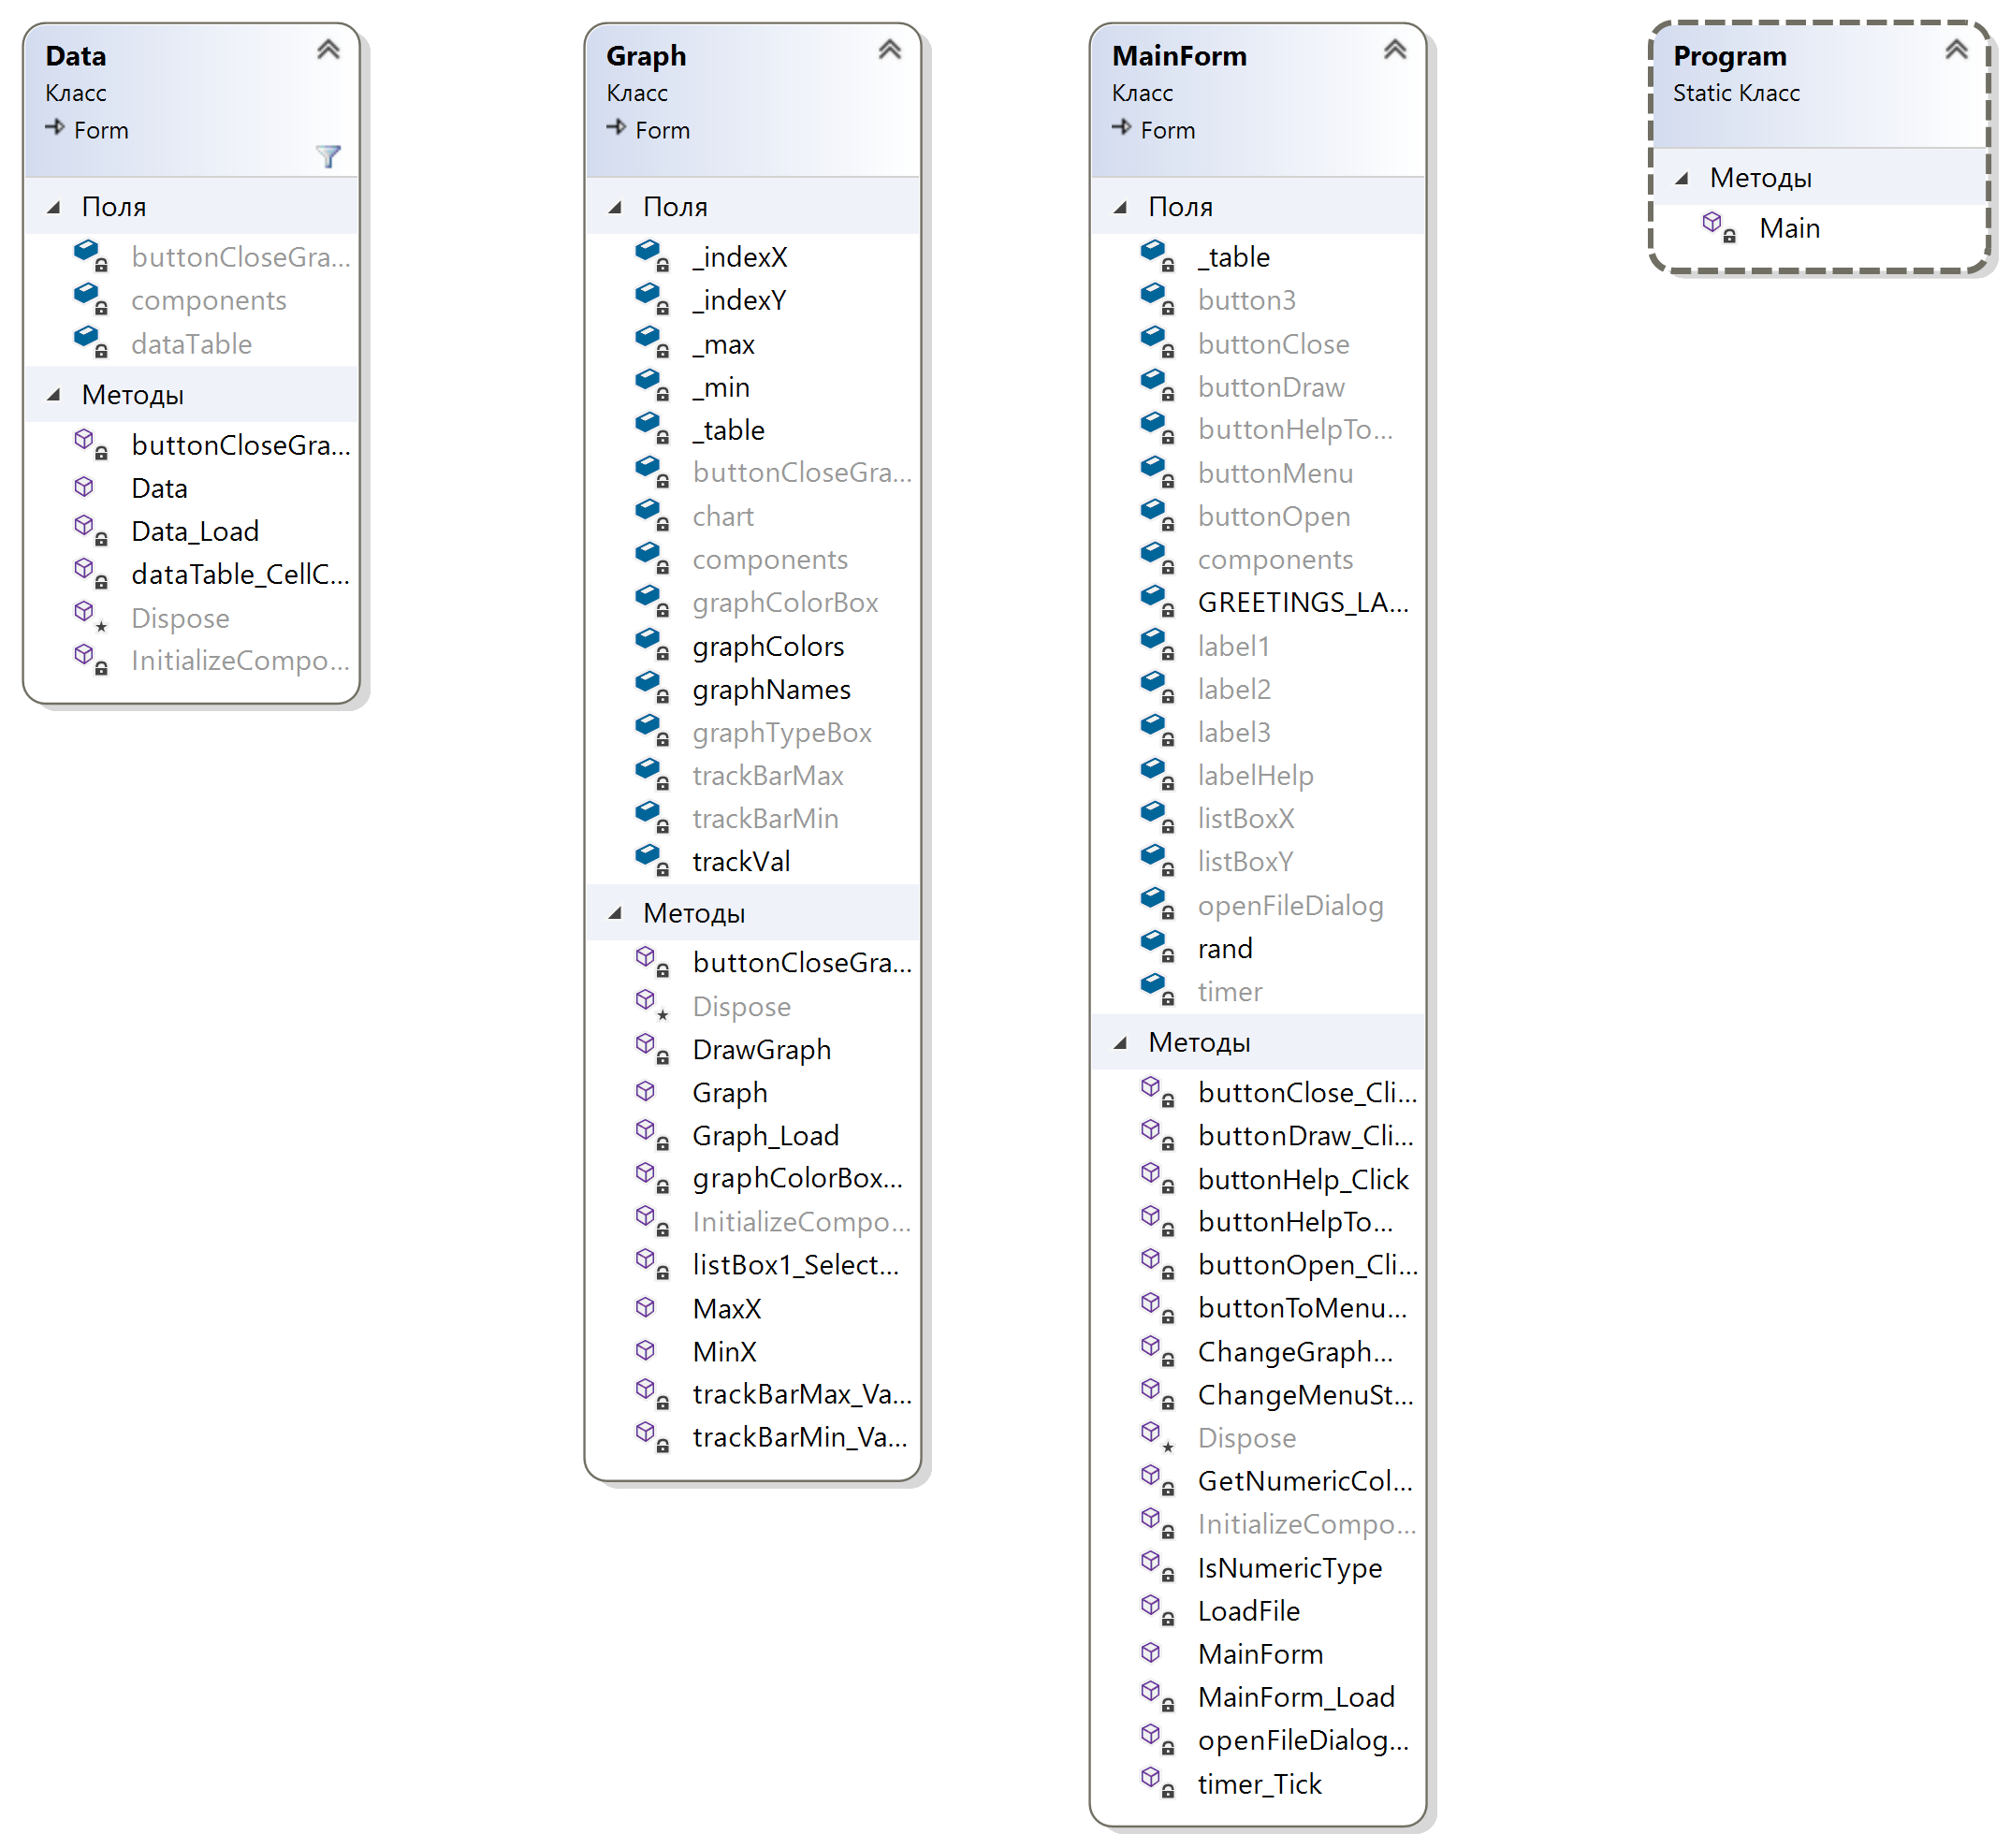 Data
Класс
Form
Поля
buttonCloseGra...
components
dataTable
Методы
buttonCloseGra...
Data
Data_Load
dataTable_CellC...
Dispose
InitializeCompo...
Graph
Класс
Form
Поля
_indexX
_indexY
_max
_min
_table
buttonCloseGra...
chart
components
graphColorBox
graphColors
graphNames
graphTypeBox
trackBarMax
trackBarMin
trackVal
Методы
buttonCloseGra...
Dispose
DrawGraph
Graph
Graph_Load
graphColorBox...
InitializeCompo...
listBox1_Select...
MaxX
MinX
trackBarMax_Va...
trackBarMin_Va...
MainForm
Класс
Form
Поля
_table
button3
buttonClose
buttonDraw
buttonHelpTo...
buttonMenu
buttonOpen
components
GREETINGS_LA...
label1
label2
label3
labelHelp
listBoxX
listBoxY
openFileDialog
rand
timer
Методы
buttonClose_Cli...
buttonDraw_Cli...
buttonHelp_Click
buttonHelpTo...
buttonOpen_Cli...
buttonToMenu...
ChangeGraph...
ChangeMenuSt...
Dispose
GetNumericCol...
InitializeCompo...
IsNumericType
LoadFile
MainForm
MainForm_Load
openFileDialog...
timer_Tick
Program
Static Класс
Методы
Main